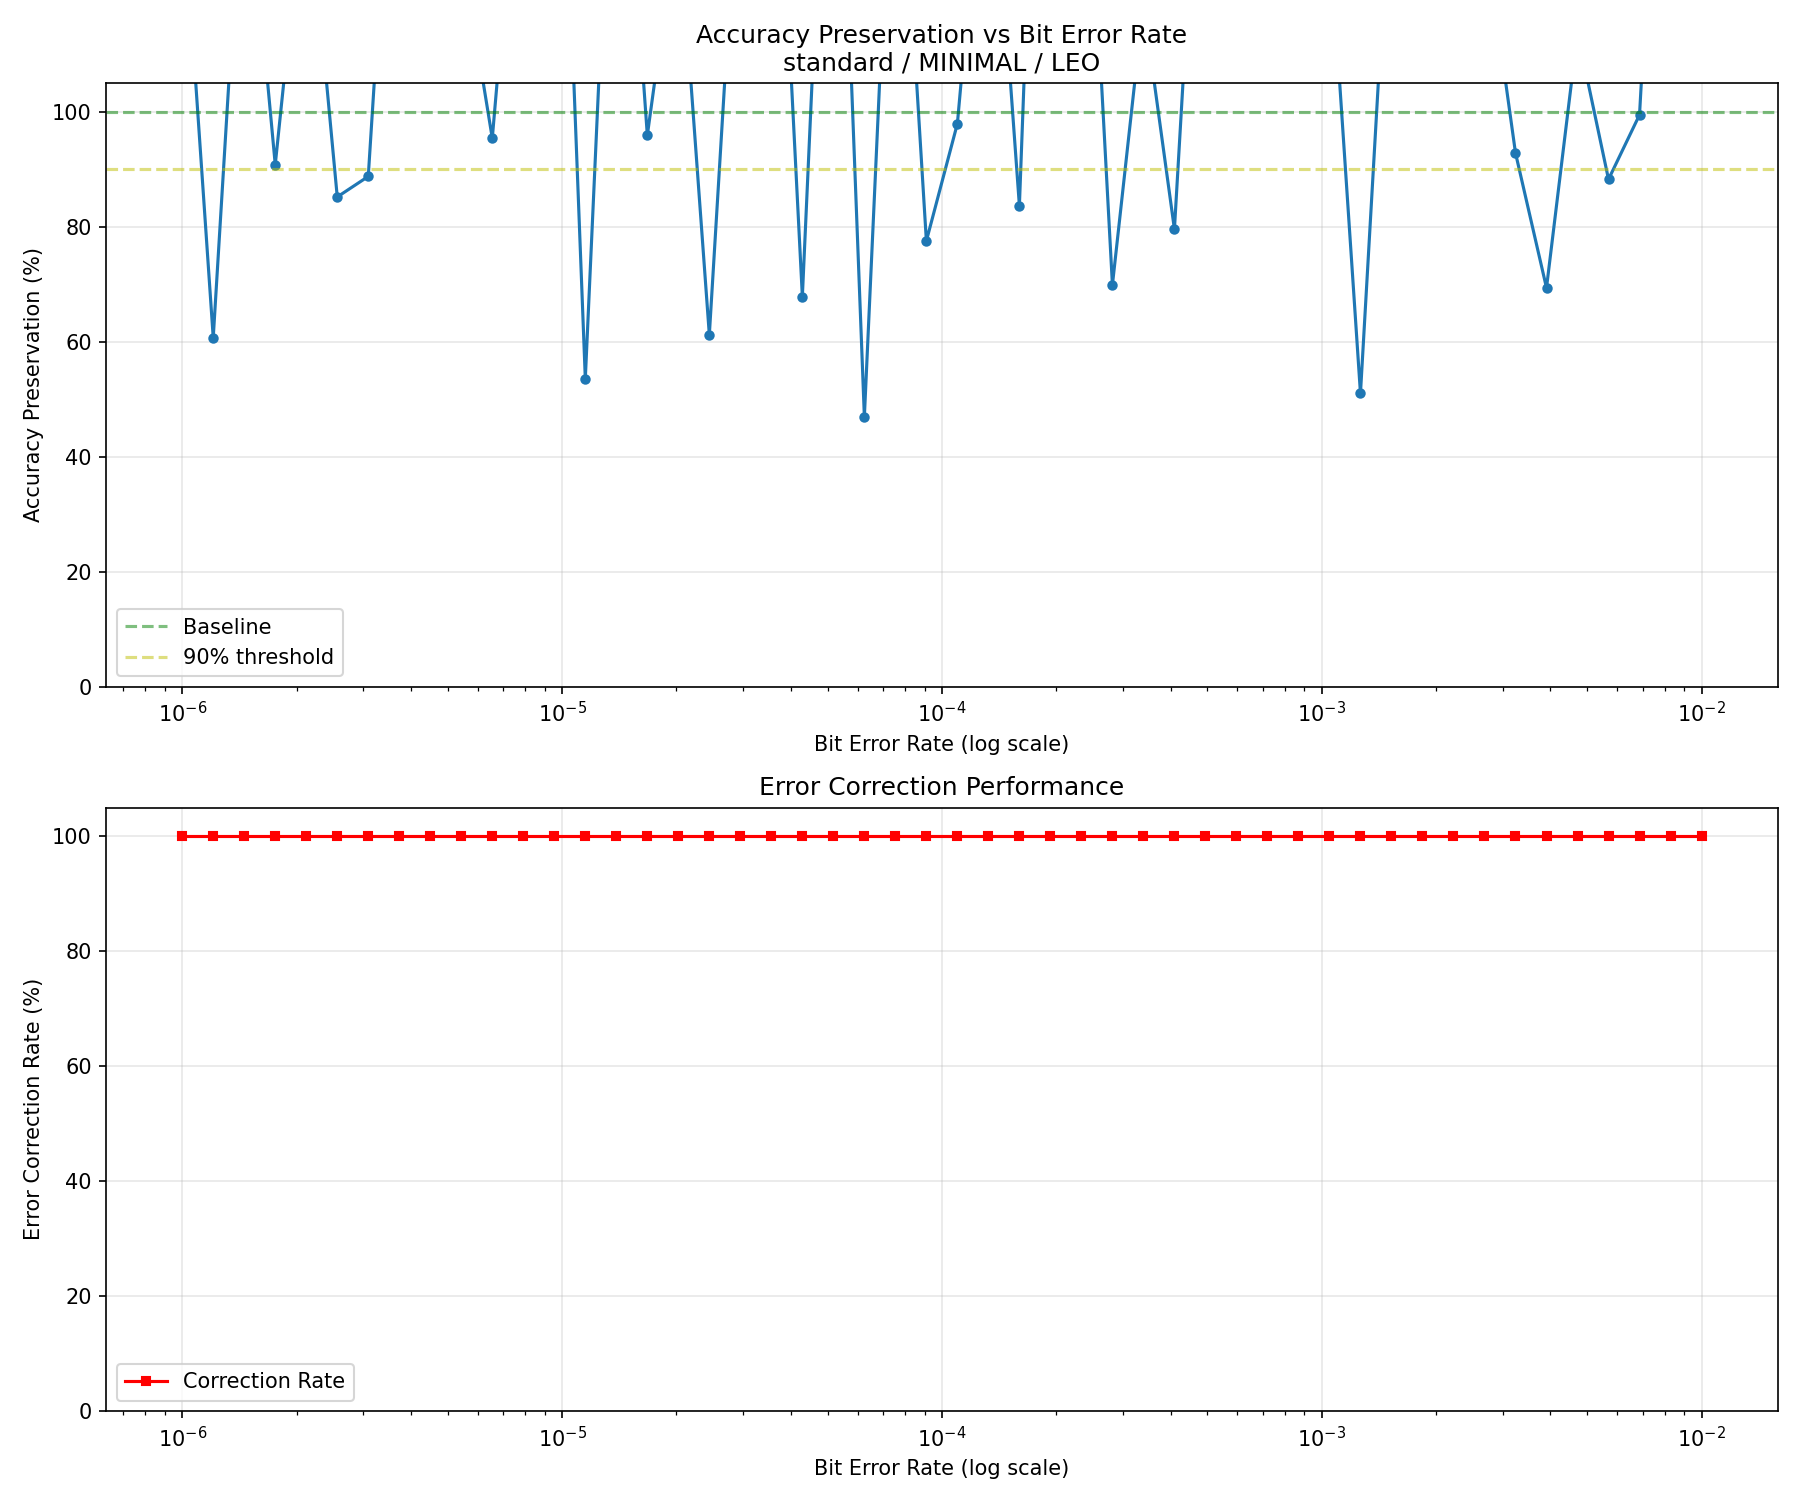 Accuracy Preservation vs Bit Error Rate
standard / MINIMAL / LEO
Accuracy Preservation (%)
100
80
60
40
20
0
Baseline
90% threshold
10⁻⁶ 10⁻⁵ 10⁻⁴ 10⁻³ 10⁻²
Bit Error Rate (log scale)
Error Correction Performance
Error Correction Rate (%)
100
80
60
40
20
0
Correction Rate
10⁻⁶ 10⁻⁵ 10⁻⁴ 10⁻³ 10⁻²
Bit Error Rate (log scale)